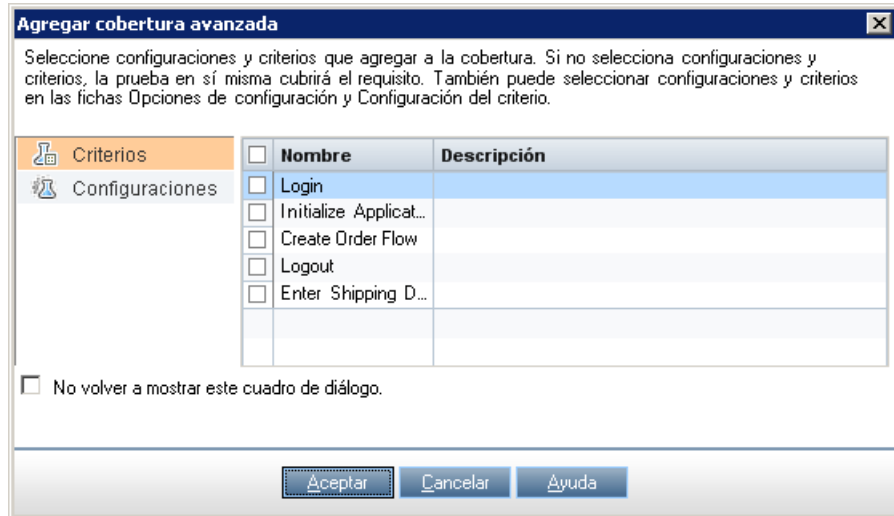 Agregar cobertura avanzada
Seleccione configuraciones y criterios que agregar a la cobertura. Si no selecciona configuraciones y
criterios, la prueba en sí misma cubrirá el requisito. También puede seleccionar configuraciones y criterios
en las fichas Opciones de configuración y Configuración del criterio.
Criterios
Configuraciones
Nombre Descripción
Login
Initialize Applicat...
Create Order Flow
Logout
Enter Shipping D...
No volver a mostrar este cuadro de diálogo.
Aceptar Cancelar Ayuda